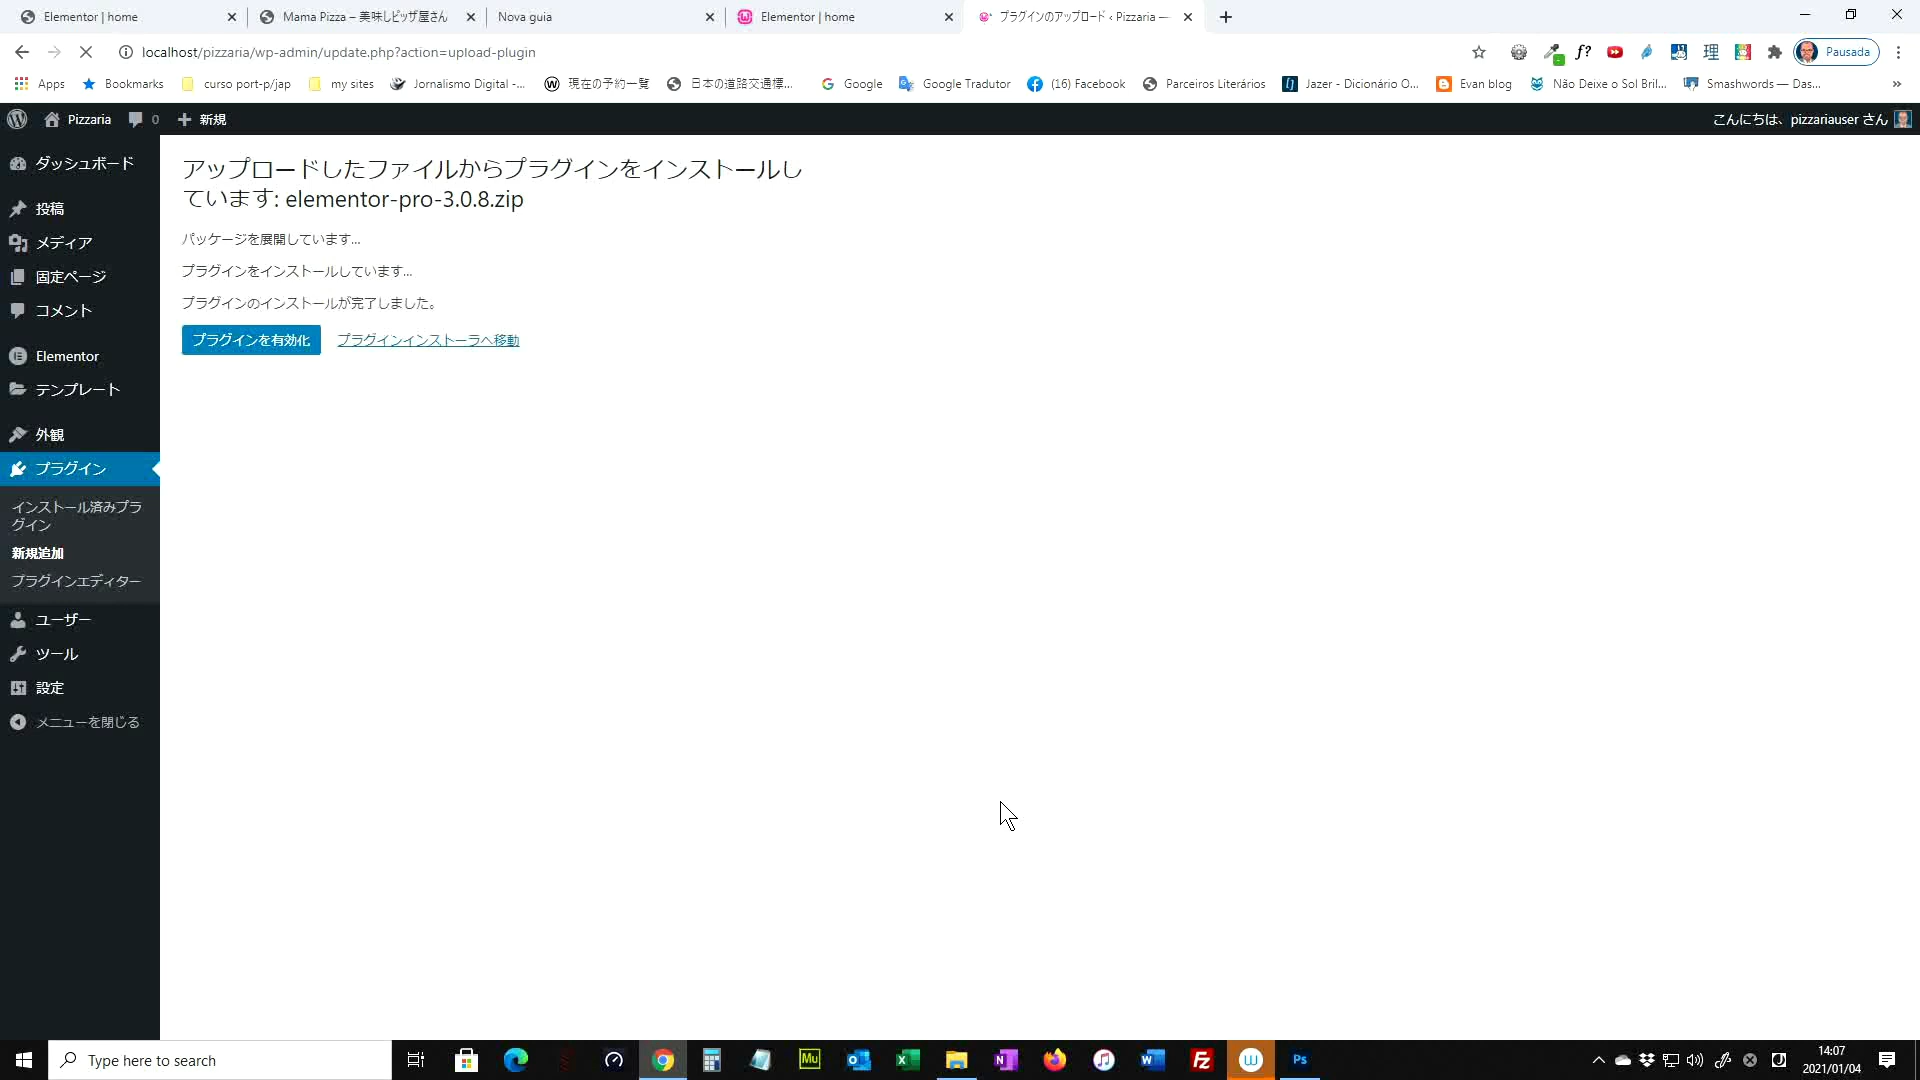 Elementor | home
Mama Pizza – 美味しピッザ屋さん
Nova guia
Elementor | home
プラグインのアップロード ‹ Pizzaria —
localhost/pizzaria/wp-admin/update.php?action=upload-plugin
f?
理
Pausada
Apps
Bookmarks
curso port-p/jap
my sites
Jornalismo Digital -...
現在の予約一覧
日本の道路交通標...
Google
Google Tradutor
(16) Facebook
Parceiros Literários
Jazer - Dicionário O...
Evan blog
Não Deixe o Sol Bril...
Smashwords — Das...
»
Pizzaria
0
新規
こんにちは、pizzariauser さん
ダッシュボード
投稿
メディア
固定ページ
コメント
Elementor
テンプレート
外観
プラグイン
インストール済みプラ
グイン
新規追加
プラグインエディター
ユーザー
ツール
設定
メニューを閉じる
アップロードしたファイルからプラグインをインストールし
ています: elementor-pro-3.0.8.zip
パッケージを展開しています…
プラグインをインストールしています…
プラグインのインストールが完了しました。
プラグインを有効化
プラグインインストーラへ移動
Type here to search
Mu
Fz
Ps
14:07
2021/01/04